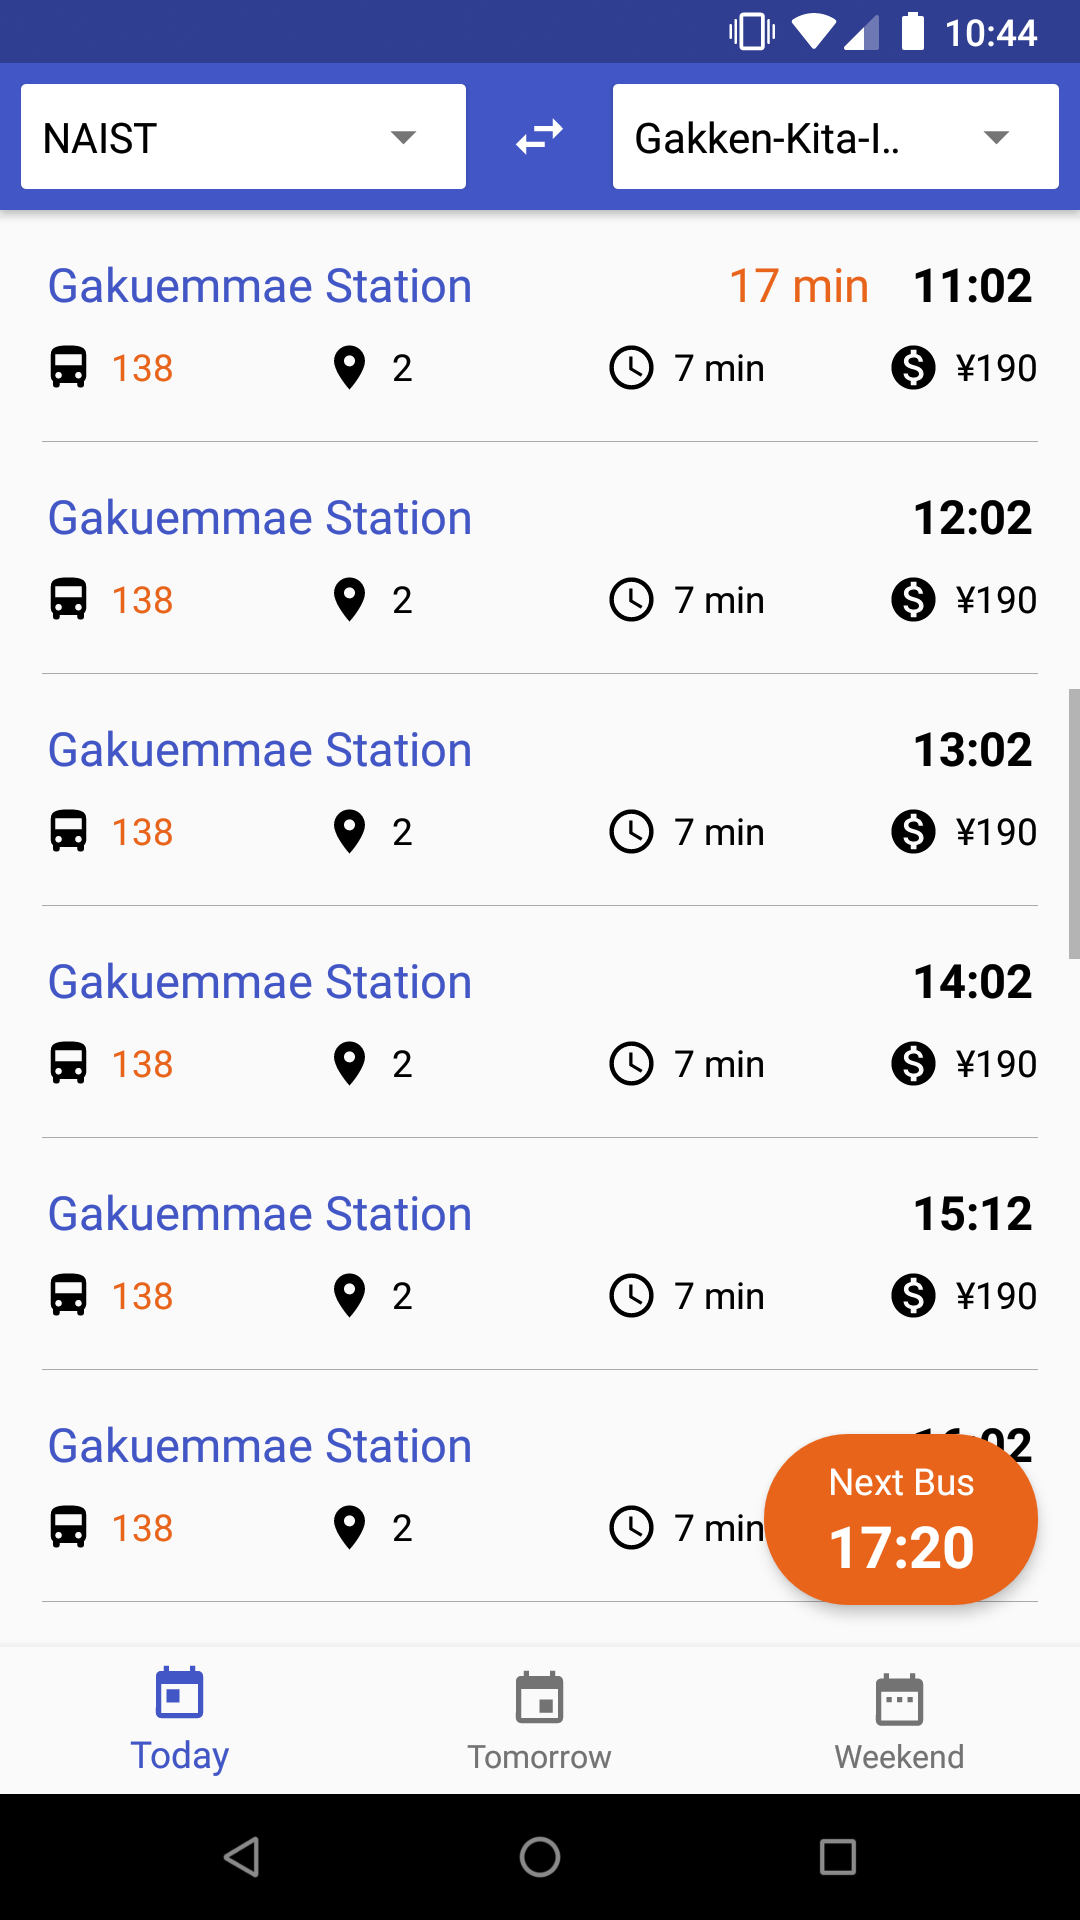 10:44
NAIST
Gakken-Kita-I..
Gakuemmae Station 17 min 11:02
138 2 7 min ¥190
Gakuemmae Station 12:02
138 2 7 min ¥190
Gakuemmae Station 13:02
138 2 7 min ¥190
Gakuemmae Station 14:02
138 2 7 min ¥190
Gakuemmae Station 15:12
138 2 7 min ¥190
Gakuemmae Station
138 2 7 min
Next Bus
17:20
Today Tomorrow Weekend